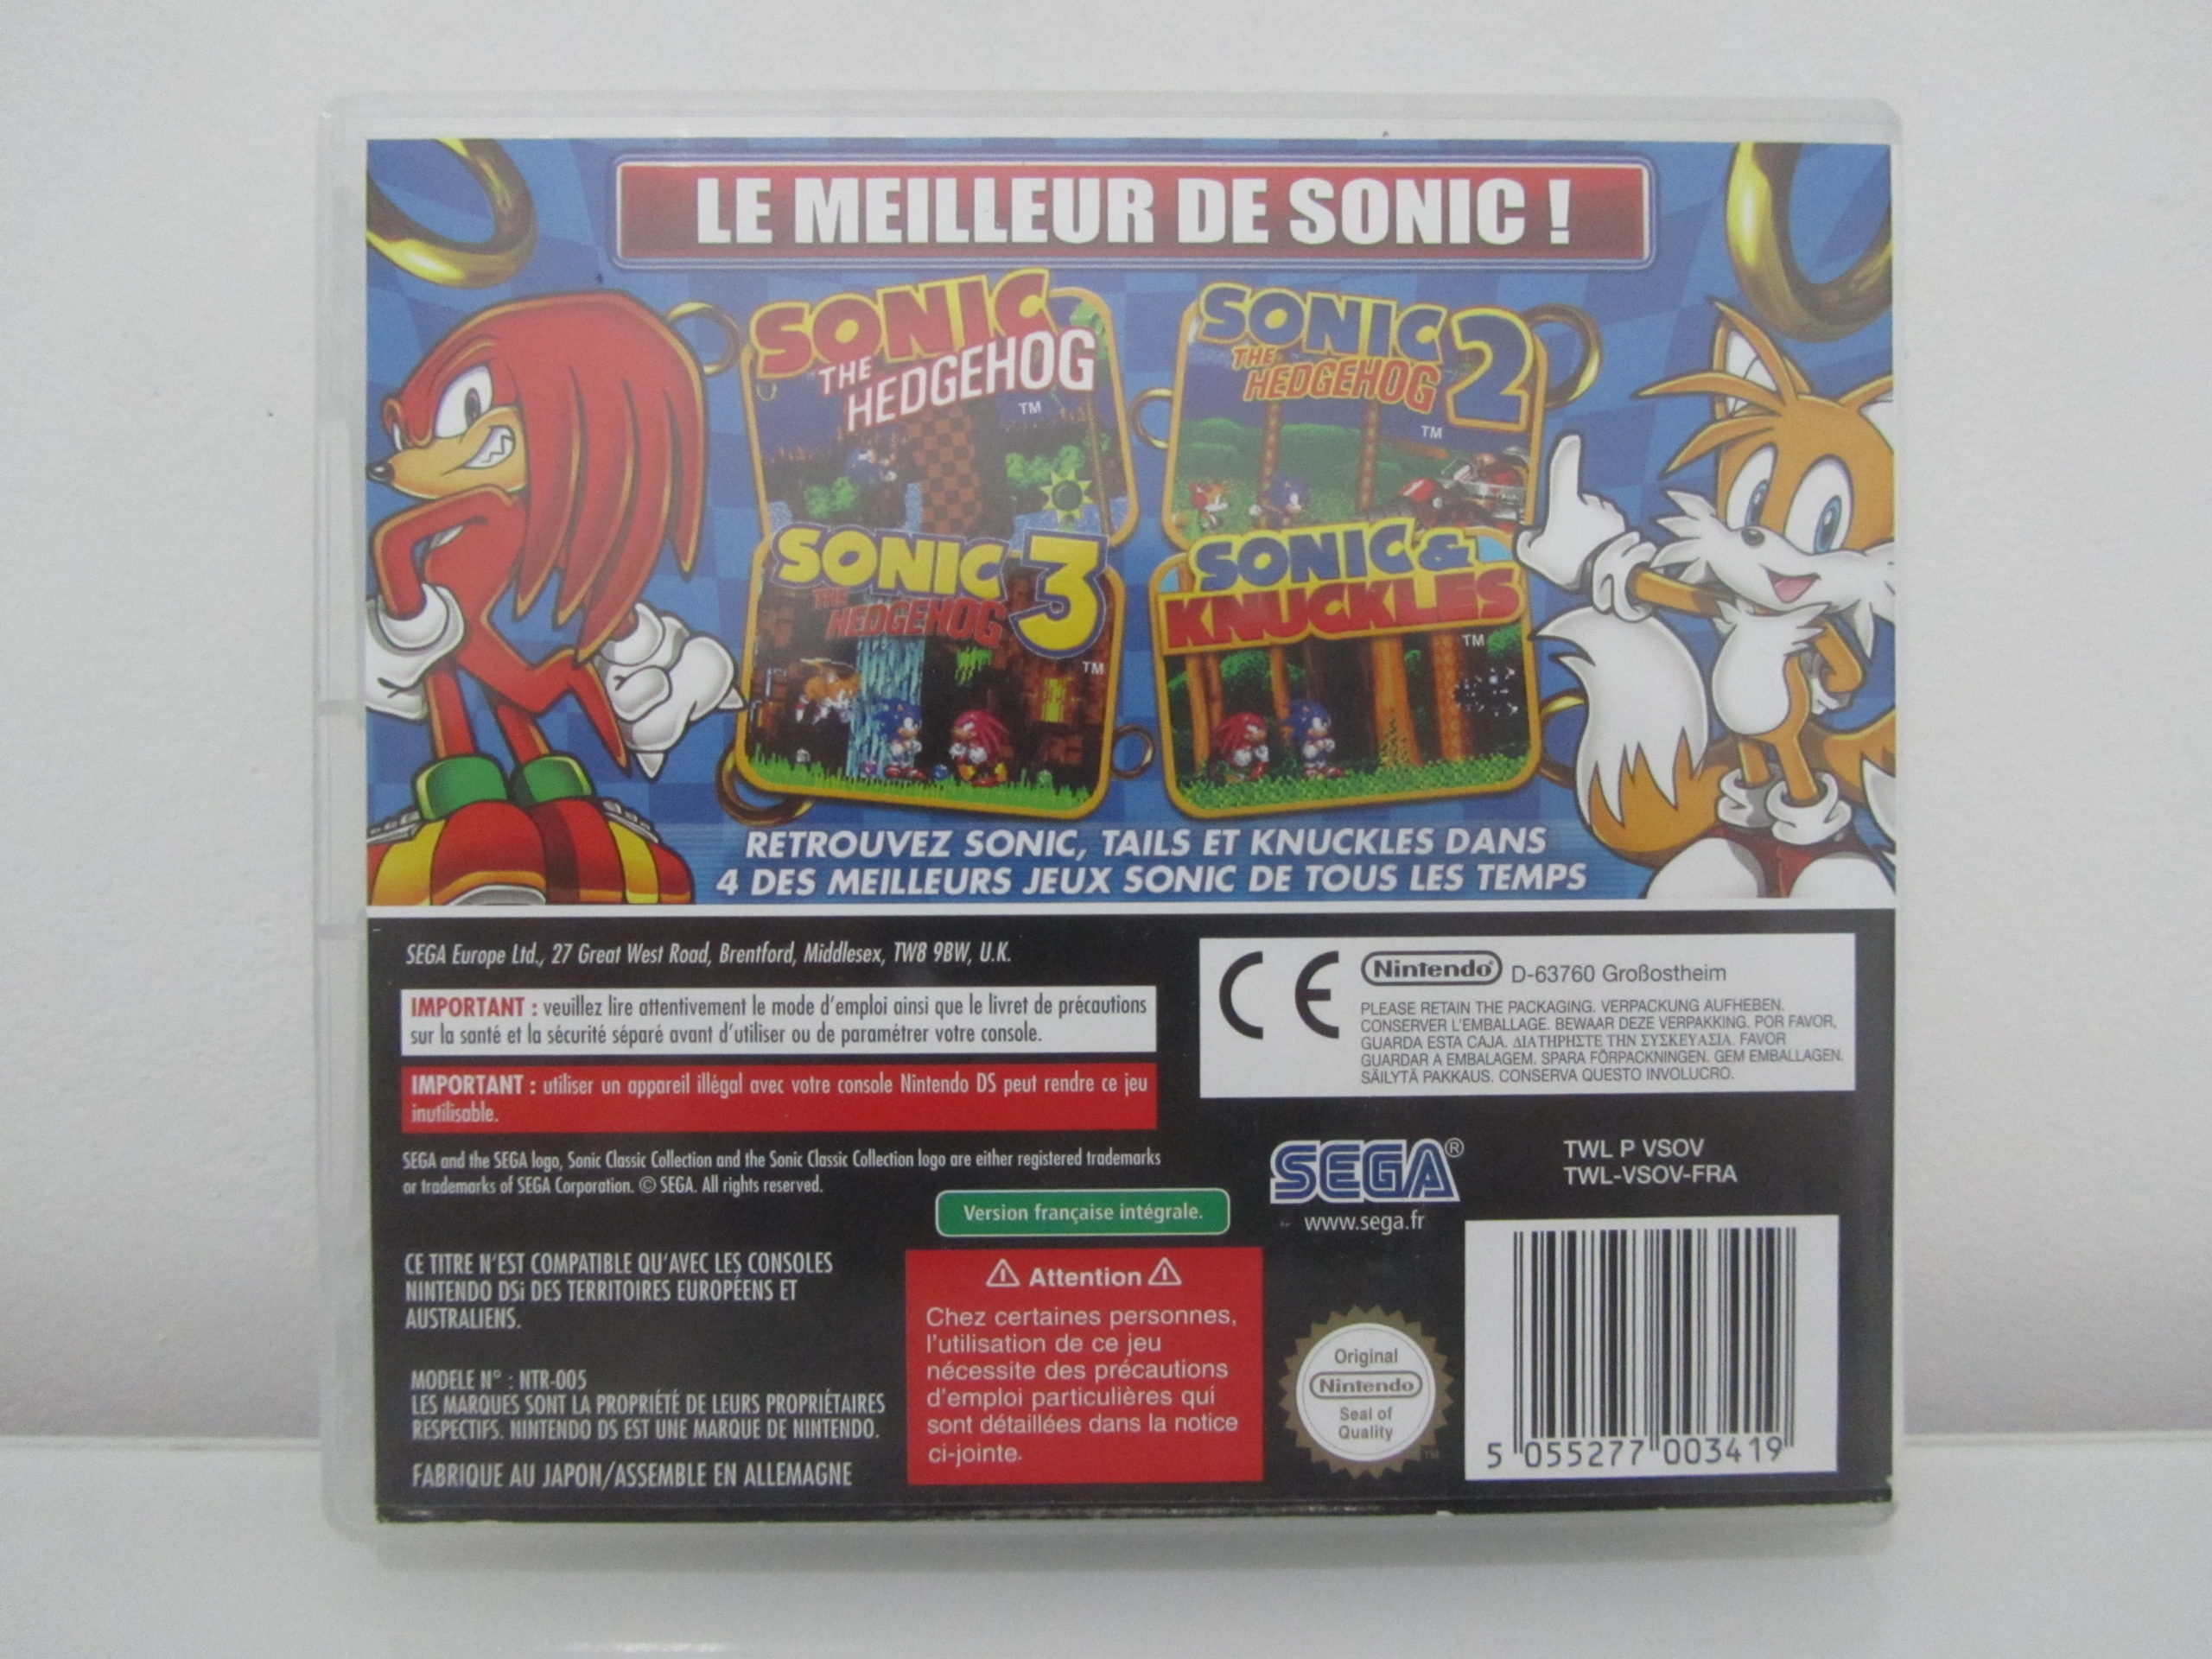 LE MEILLEUR DE SONIC !
SONIC
THE
HEDGEHOG
TM
SONIC 2
THE
HEDGEHOG
TM
SONIC 3
THE
HEDGEHOG
TM
SONIC &
KNUCKLES
TM
RETROUVEZ SONIC, TAILS ET KNUCKLES DANS
4 DES MEILLEURS JEUX SONIC DE TOUS LES TEMPS
SEGA Europe Ltd., 27 Great West Road, Brentford, Middlesex, TW8 9BW, U.K.
IMPORTANT : veuillez lire attentivement le mode d'emploi ainsi que le livret de précautions
sur la santé et la sécurité séparé avant d'utiliser ou de paramétrer votre console.
IMPORTANT : utiliser un appareil illégal avec votre console Nintendo DS peut rendre ce jeu
inutilisable.
SEGA and the SEGA logo, Sonic Classic Collection and the Sonic Classic Collection logo are either registered trademarks
or trademarks of SEGA Corporation. © SEGA. All rights reserved.
Version française intégrale.
CE TITRE N'EST COMPATIBLE QU'AVEC LES CONSOLES
NINTENDO DSi DES TERRITOIRES EUROPÉENS ET
AUSTRALIENS.
MODELE N° : NTR-005
LES MARQUES SONT LA PROPRIÉTÉ DE LEURS PROPRIÉTAIRES
RESPECTIFS. NINTENDO DS EST UNE MARQUE DE NINTENDO.
FABRIQUE AU JAPON/ASSEMBLE EN ALLEMAGNE
⚠ Attention ⚠
Chez certaines personnes,
l'utilisation de ce jeu
nécessite des précautions
d'emploi particulières qui
sont détaillées dans la notice
ci-jointe.
CE
Nintendo D-63760 Großostheim
PLEASE RETAIN THE PACKAGING. VERPACKUNG AUFHEBEN.
CONSERVER L'EMBALLAGE. BEWAAR DEZE VERPAKKING. POR FAVOR,
GUARDA ESTA CAJA. ΔΙΑΤΗΡΗΣΤΕ ΤΗΝ ΣΥΣΚΕΥΑΣΙΑ. FAVOR
GUARDAR A EMBALAGEM. SPARA FÖRPACKNINGEN. GEM EMBALLAGEN.
SÄILYTÄ PAKKAUS. CONSERVA QUESTO INVOLUCRO.
SEGA®
www.sega.fr
TWL P VSOV
TWL-VSOV-FRA
Original
Nintendo
Seal of
Quality
TM
5 055277 003419